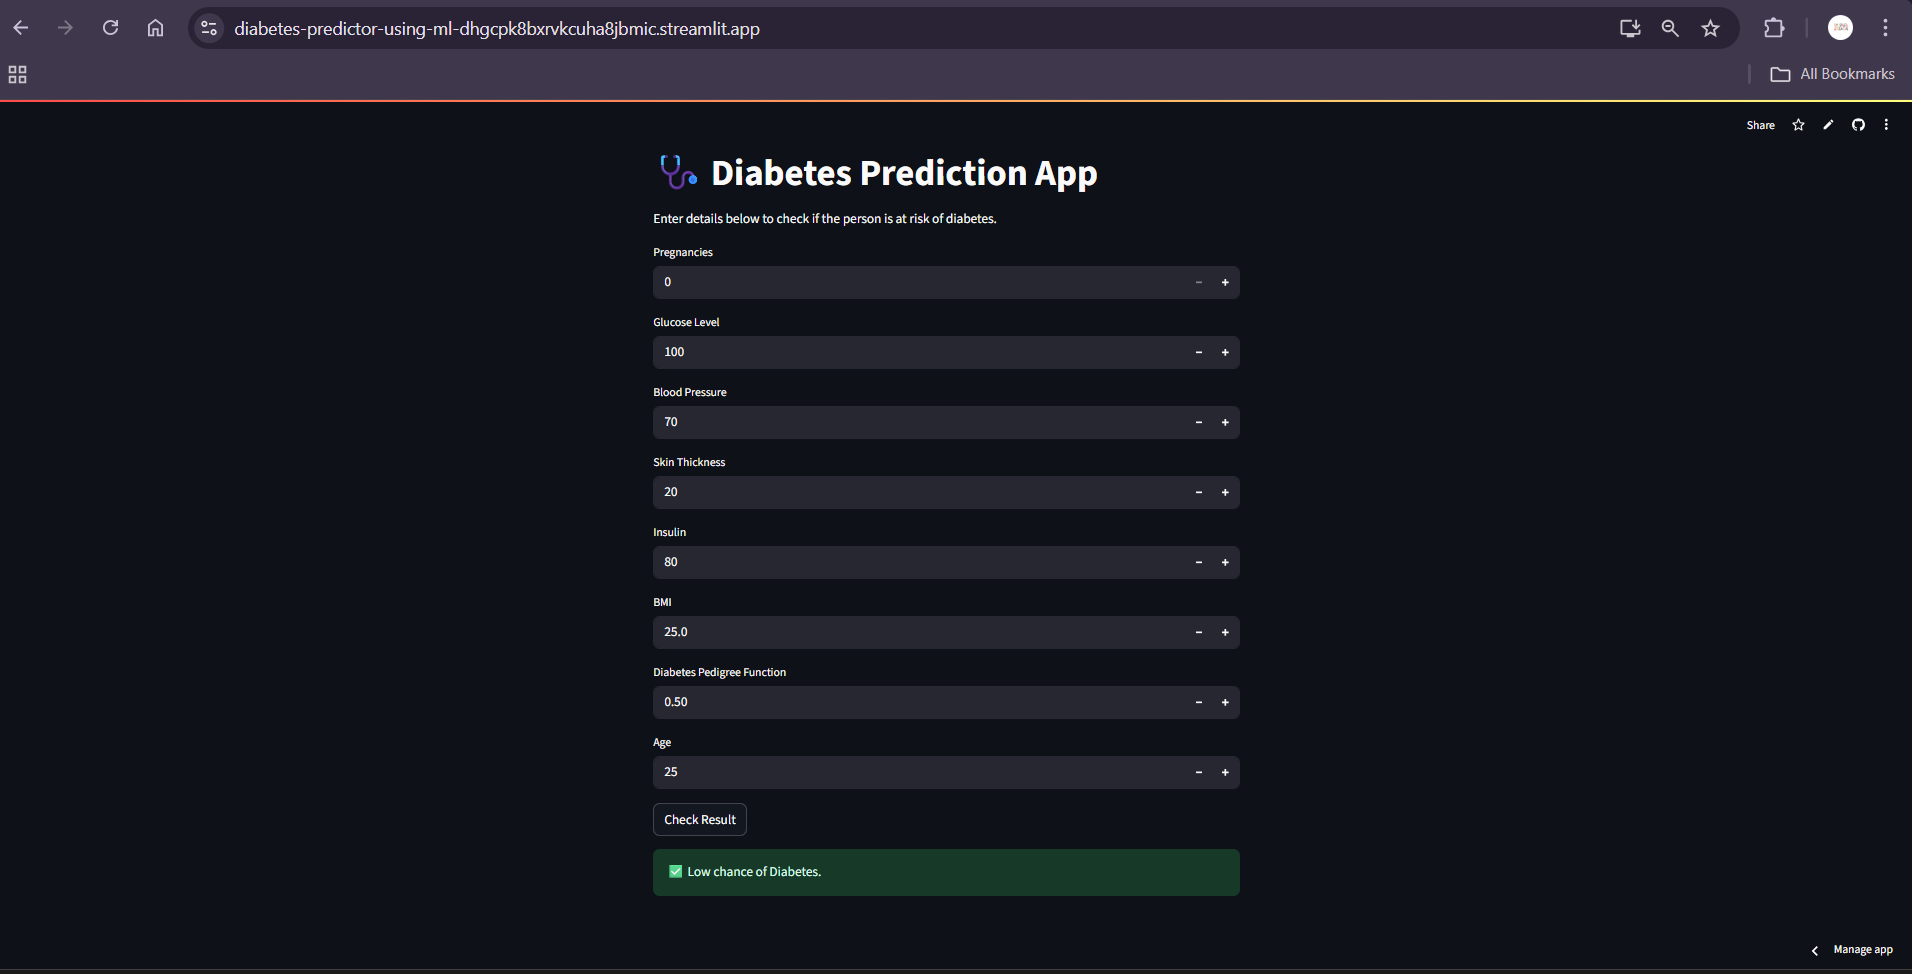 diabetes-predictor-using-ml-dhgcpk8bxrvkcuha8jbmic.streamlit.app
All Bookmarks
Share
Diabetes Prediction App
Enter details below to check if the person is at risk of diabetes.
Pregnancies
0
Glucose Level
100
Blood Pressure
70
Skin Thickness
20
Insulin
80
BMI
25.0
Diabetes Pedigree Function
0.50
Age
25
Check Result
✅ Low chance of Diabetes.
Manage app